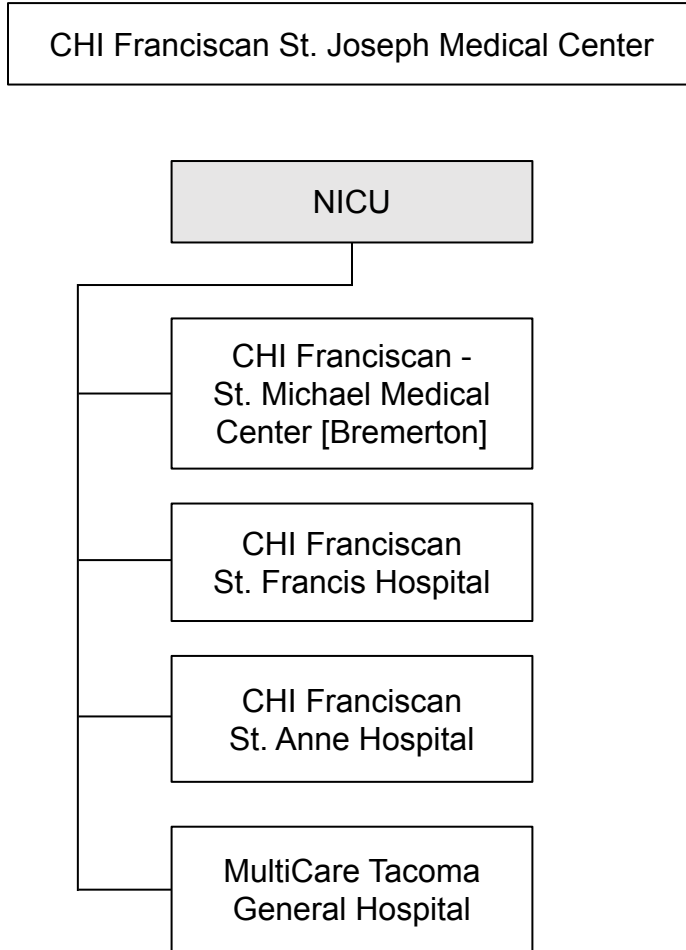 CHI Franciscan St. Joseph Medical Center
NICU
CHI Franciscan -
St. Michael Medical
Center [Bremerton]
CHI Franciscan
St. Francis Hospital
CHI Franciscan
St. Anne Hospital
MultiCare Tacoma
General Hospital